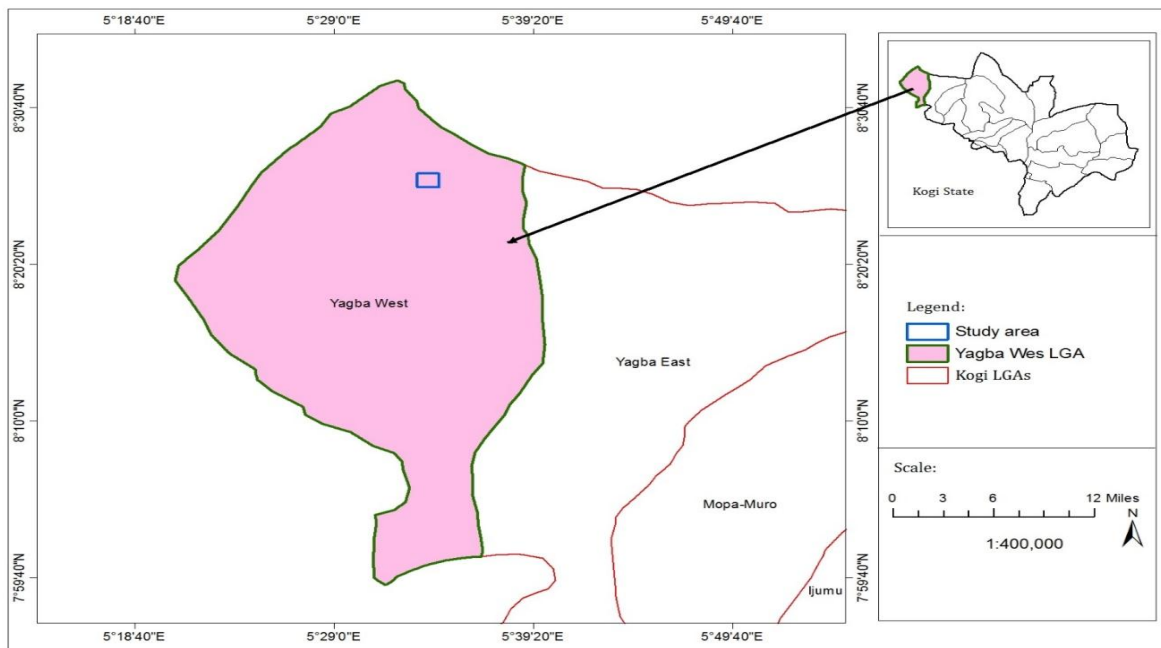 5°18'40"E 5°29'0"E 5°39'20"E 5°49'40"E
8°30'40"N
8°30'40"N
Kogi State
8°20'20"N
8°20'20"N
Yagba West
Legend:
Study area
Yagba Wes LGA
Kogi LGAs
Yagba East
8°10'0"N
8°10'0"N
Scale:
0 3 6 12 Miles
N
1:400,000
Mopa-Muro
7°59'40"N
7°59'40"N
Ijumu
5°18'40"E 5°29'0"E 5°39'20"E 5°49'40"E